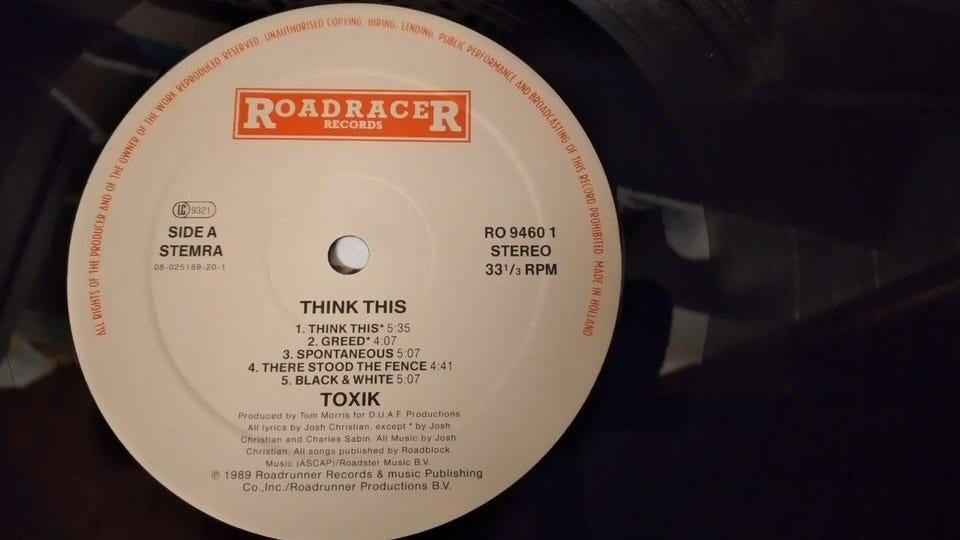 ALL RIGHTS OF THE PRODUCER AND OF THE OWNER OF THE WORK REPRODUCED RESERVED. UNAUTHORISED COPYING, HIRING, LENDING, PUBLIC PERFORMANCE AND BROADCASTING OF THIS RECORD PROHIBITED. MADE IN HOLLAND.
ROADRACER
RECORDS
LC 9321
SIDE A
STEMRA
08-025189-20-1
RO 9460 1
STEREO
33 1/3 RPM
THINK THIS
1. THINK THIS* 5:35
2. GREED* 4:07
3. SPONTANEOUS 5:07
4. THERE STOOD THE FENCE 4:41
5. BLACK & WHITE 5:07
TOXIK
Produced by Tom Morris for D.U.A.F. Productions
All lyrics by Josh Christian, except * by Josh
Christian and Charles Sabin. All Music by Josh
Christian. All songs published by Roadblock
Music (ASCAP)/Roadster Music B.V.
℗ 1989 Roadrunner Records & music Publishing
Co.,Inc./Roadrunner Productions B.V.